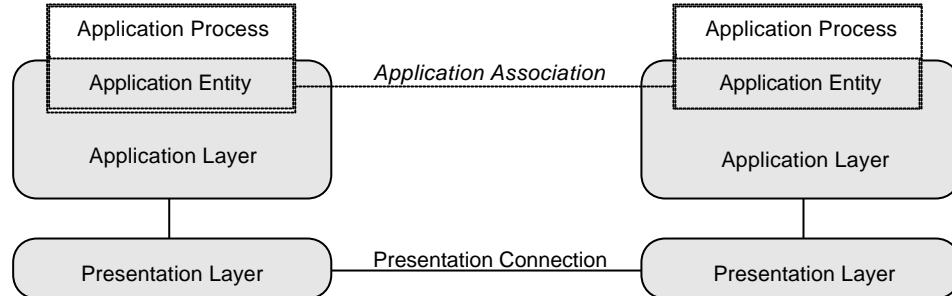 Application Process
Application Process
Application Entity
Application Association
Application Entity
Application Layer
Application Layer
Presentation Layer
Presentation Connection
Presentation Layer